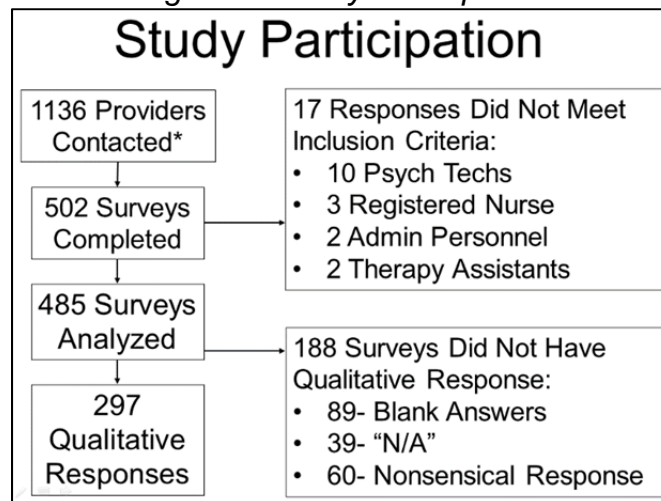 Study Participation
1136 Providers
Contacted*
502 Surveys
Completed
485 Surveys
Analyzed
297
Qualitative
Responses
17 Responses Did Not Meet
Inclusion Criteria:
• 10 Psych Techs
• 3 Registered Nurse
• 2 Admin Personnel
• 2 Therapy Assistants
188 Surveys Did Not Have
Qualitative Response:
• 89- Blank Answers
• 39- “N/A”
• 60- Nonsensical Response